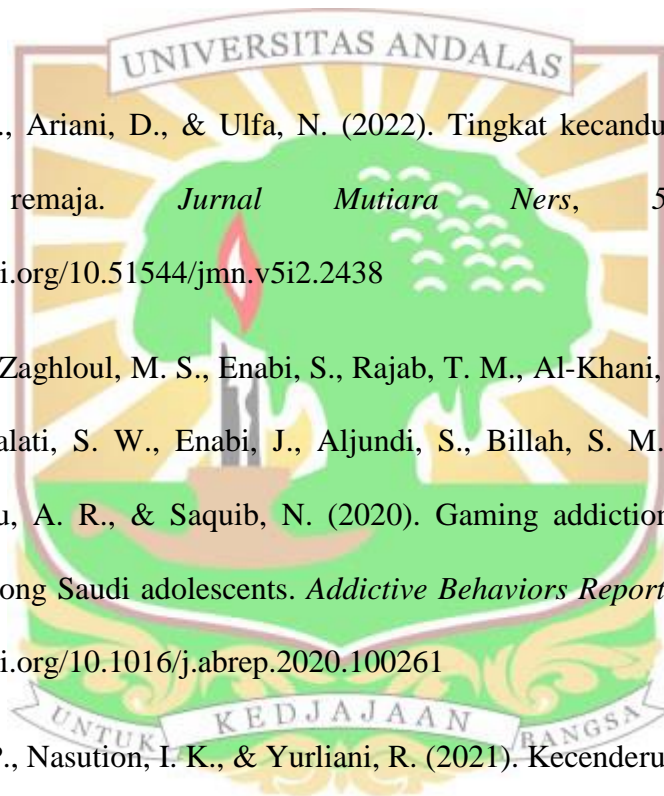 UNIVERSITAS ANDALAS
., Ariani, D., & Ulfa, N. (2022). Tingkat kecandu
remaja. Jurnal Mutiara Ners, 5
i.org/10.51544/jmn.v5i2.2438
Zaghloul, M. S., Enabi, S., Rajab, T. M., Al-Khani,
alati, S. W., Enabi, J., Aljundi, S., Billah, S. M.
u, A. R., & Saquib, N. (2020). Gaming addiction
ong Saudi adolescents. Addictive Behaviors Report
i.org/10.1016/j.abrep.2020.100261
UNTUK KEDJAJAAN BANGSA
P., Nasution, I. K., & Yurliani, R. (2021). Kecenderu